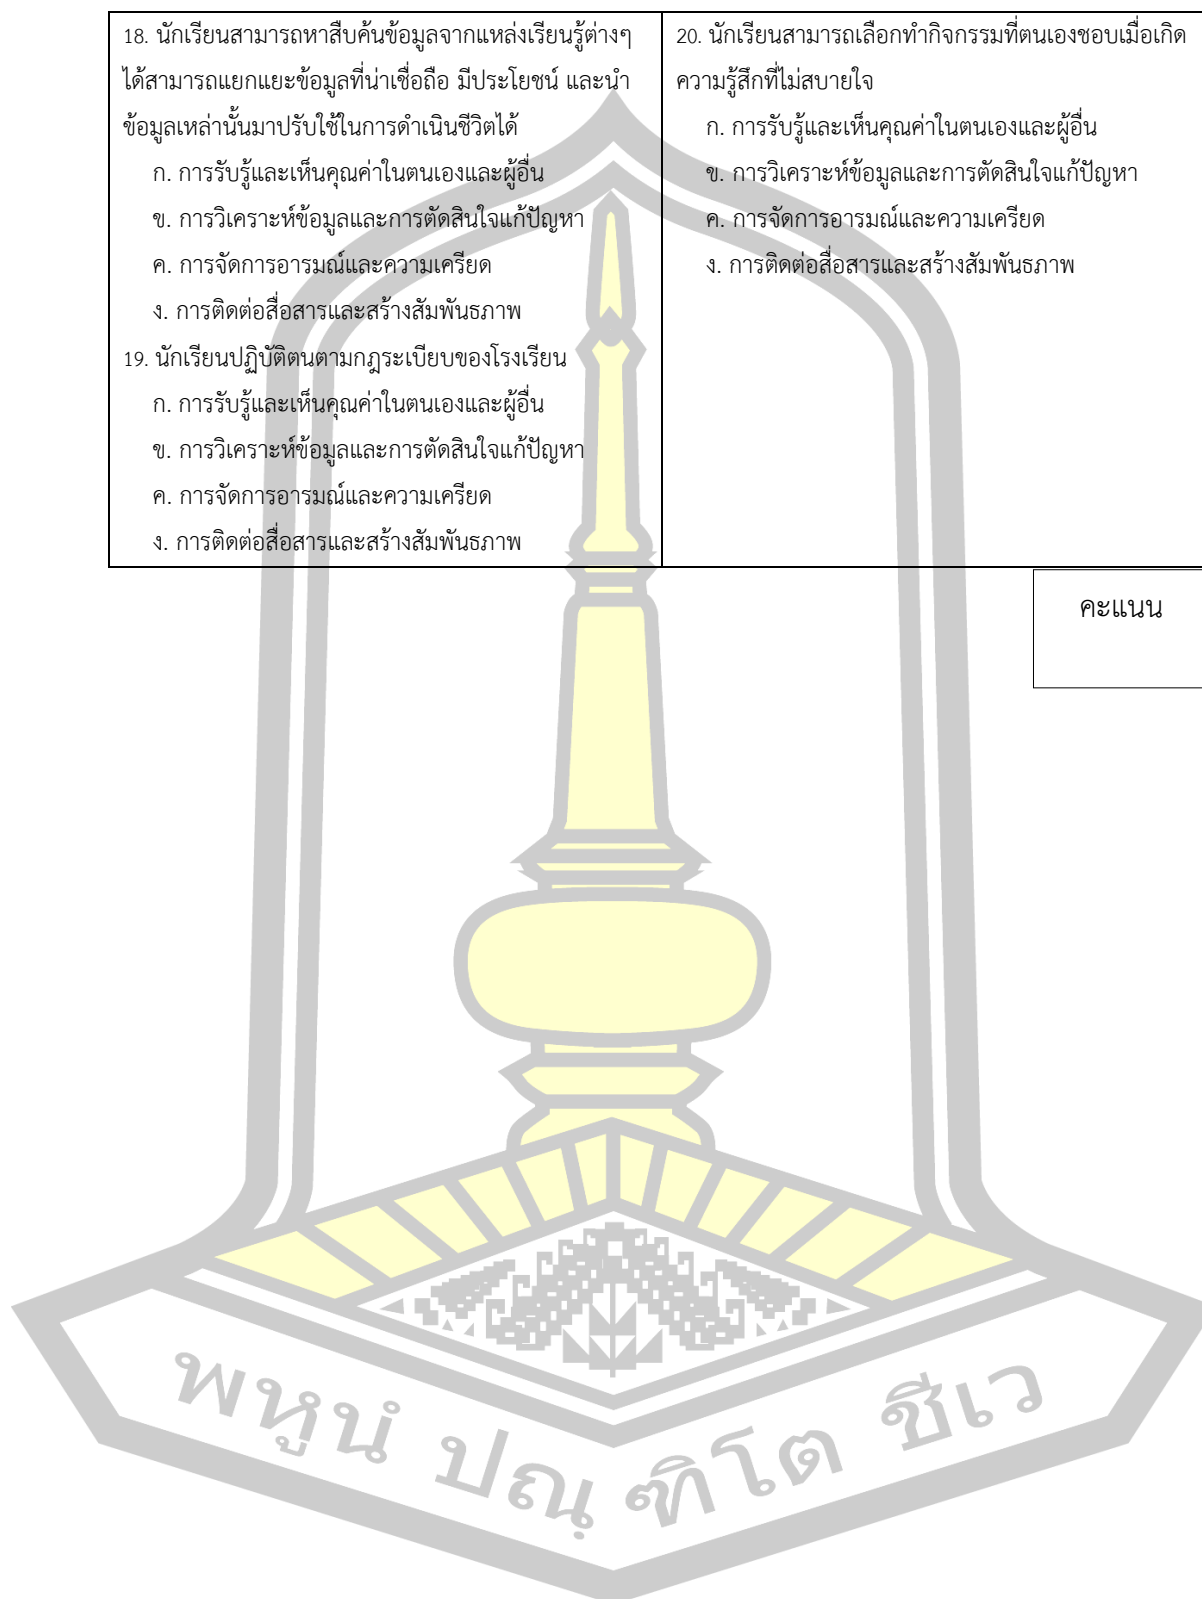 18. นักเรียนสามารถหาสืบค้นข้อมูลจากแหล่งเรียนรู้ต่างๆ
ได้สามารถแยกแยะข้อมูลที่น่าเชื่อถือ มีประโยชน์ และนำ
ข้อมูลเหล่านั้นมาปรับใช้ในการดำเนินชีวิตได้
ก. การรับรู้และเห็นคุณค่าในตนเองและผู้อื่น
ข. การวิเคราะห์ข้อมูลและการตัดสินใจแก้ปัญหา
ค. การจัดการอารมณ์และความเครียด
ง. การติดต่อสื่อสารและสร้างสัมพันธภาพ
19. นักเรียนปฏิบัติตนตามกฎระเบียบของโรงเรียน
ก. การรับรู้และเห็นคุณค่าในตนเองและผู้อื่น
ข. การวิเคราะห์ข้อมูลและการตัดสินใจแก้ปัญหา
ค. การจัดการอารมณ์และความเครียด
ง. การติดต่อสื่อสารและสร้างสัมพันธภาพ
20. นักเรียนสามารถเลือกทำกิจกรรมที่ตนเองชอบเมื่อเกิด
ความรู้สึกที่ไม่สบายใจ
ก. การรับรู้และเห็นคุณค่าในตนเองและผู้อื่น
ข. การวิเคราะห์ข้อมูลและการตัดสินใจแก้ปัญหา
ค. การจัดการอารมณ์และความเครียด
ง. การติดต่อสื่อสารและสร้างสัมพันธภาพ
คะแนน
พหูนํ ปณฺ ฑิโต ชีเว